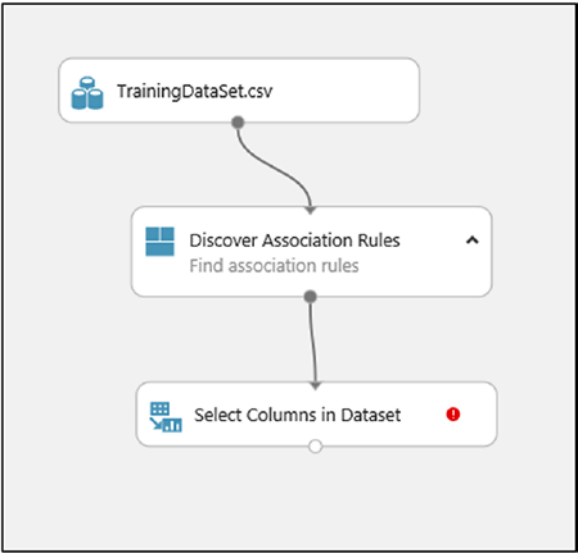 TrainingDataSet.csv
Discover Association Rules
Find association rules
Select Columns in Dataset